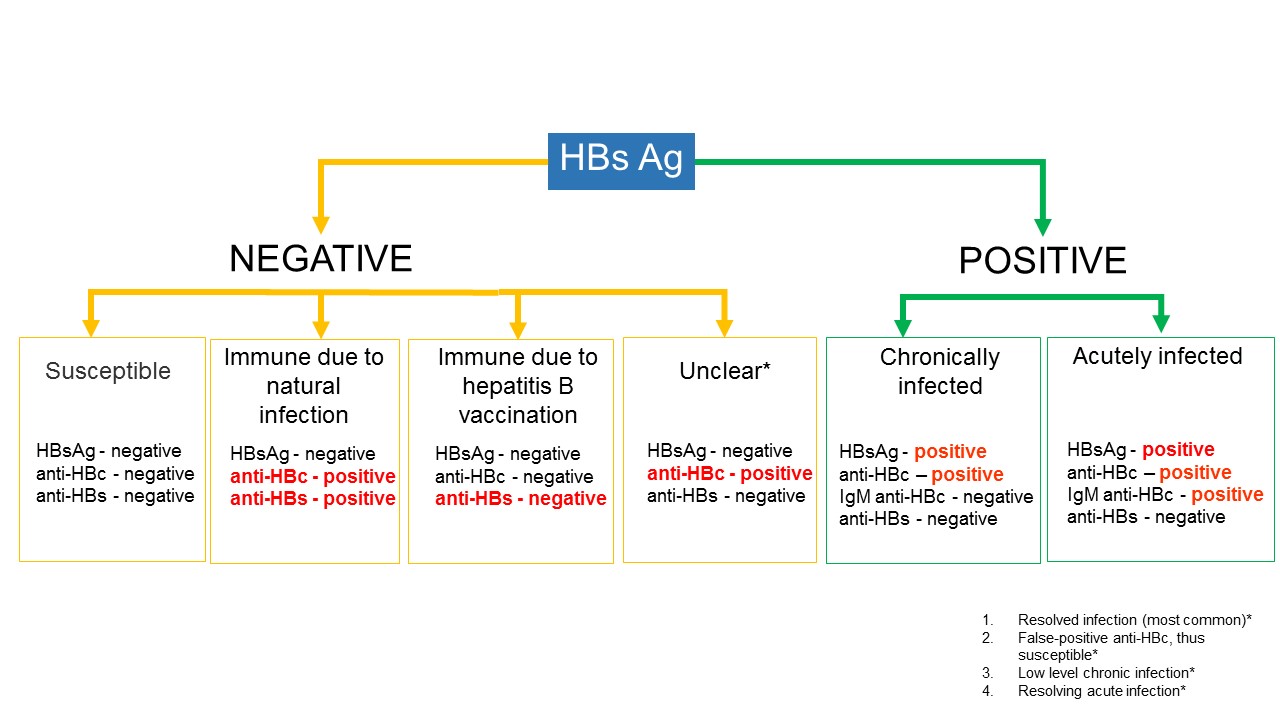 HBs Ag
NEGATIVE
POSITIVE
Susceptible
HBsAg - negative
anti-HBc - negative
anti-HBs - negative
Immune due to
natural
infection
HBsAg - negative
anti-HBc - positive
anti-HBs - positive
Immune due to
hepatitis B
vaccination
HBsAg - negative
anti-HBc - negative
anti-HBs - negative
Unclear*
HBsAg - negative
anti-HBc - positive
anti-HBs - negative
Chronically
infected
HBsAg - positive
anti-HBc – positive
IgM anti-HBc - negative
anti-HBs - negative
Acutely infected
HBsAg - positive
anti-HBc – positive
IgM anti-HBc - positive
anti-HBs - negative
1. Resolved infection (most common)*
2. False-positive anti-HBc, thus
susceptible*
3. Low level chronic infection*
4. Resolving acute infection*